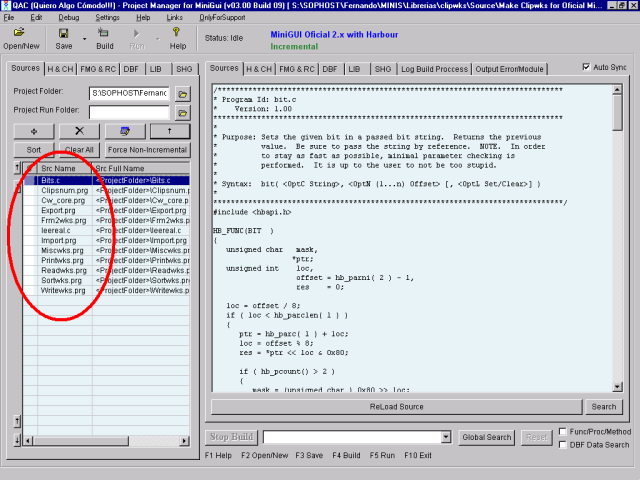 QAC (Quiero Algo Cómodo!!!) - Project Manager for MiniGui (v03.00 Build 09) [ S:\SOPHOST\Fernando\MINIS\Librerias\clipwks\Source\Make Clipwks for Oficial Mi...
File Edit Debug Settings Help Links OnlyForSupport
Open/New Save Build Run Help
Status: Idle
MiniGUI Oficial 2.x with Harbour
Incremental
Sources H & CH FMG & RC DBF LIB SHG
Project Folder: S:\SOPHOST\Fernanc
Project Run Folder:
Sort Clear All Force Non-Incremental
Src Name Src Full Name
Bits.c <ProjectFolder>\Bits.c
Clipsnum.prg <ProjectFolder>\Clipsnum.p
Cw_core.prg <ProjectFolder>\Cw_core.p
Export.prg <ProjectFolder>\Export.prg
Frm2wks.prg <ProjectFolder>\Frm2wks.p
leereal.c <ProjectFolder>\leereal.c
Import.prg <ProjectFolder>\Import.prg
Miscwks.prg <ProjectFolder>\Miscwks.pr
Printwks.prg <ProjectFolder>\Printwks.pr
Readwks.prg <ProjectFolder>\Readwks.p
Sortwks.prg <ProjectFolder>\Sortwks.prg
Writewks.prg <ProjectFolder>\Writewks.pr
Sources H & CH FMG & RC DBF LIB SHG Log Build Proccess Output Error/Module
Auto Sync
/******************************************************************************
* Program Id: bit.c
* Version: 1.00
*******************************************************************************
*
* Purpose: Sets the given bit in a passed bit string. Returns the previous
* value. Be sure to pass the string by reference. NOTE. In order
* to stay as fast as possible, minimal parameter checking is
* performed. It is up to the user to not be too stupid.
*
* Syntax: bit( <OptC String>, <OptN (1...n) Offset> [, <OptL Set/Clear>] )
*
******************************************************************************/
#include <hbapi.h>
HB_FUNC(BIT )
{
unsigned char mask,
*ptr;
unsigned int loc,
offset = hb_parni( 2 ) - 1,
res = 0;
loc = offset / 8;
if ( loc < hb_parclen( 1 ) )
{
ptr = hb_parc( 1 ) + loc;
loc = offset % 8;
res = *ptr << loc & 0x80;
if ( hb_pcount() > 2 )
{
mask = (unsigned char ) 0x80 >> loc;
ReLoad Source Search
Stop Build Global Search Reset
Func/Proc/Method
DBF Data Search
F1 Help F2 Open/New F3 Save F4 Build F5 Run F10 Exit